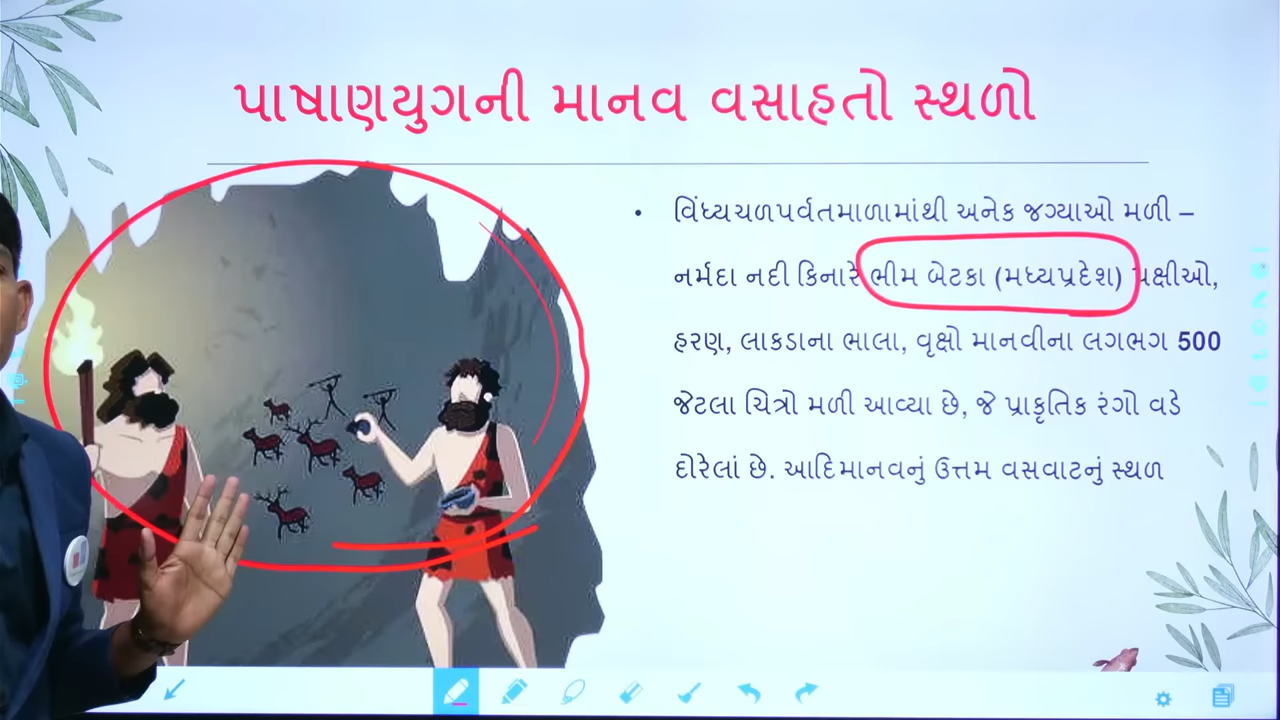 પાષાણયુગની માનવ વસાહતો સ્થળો
• વિંધ્યચળપર્વતમાળામાંથી અનેક જગ્યાઓ મળી –
નર્મદા નદી કિનારે ભીમ બેટકા (મધ્યપ્રદેશ) પક્ષીઓ,
હરણ, લાકડાના ભાલા, વૃક્ષો માનવીના લગભગ 500
જેટલા ચિત્રો મળી આવ્યા છે, જે પ્રાકૃતિક રંગો વડે
દોરેલાં છે. આદિમાનવનું ઉત્તમ વસવાટનું સ્થળ